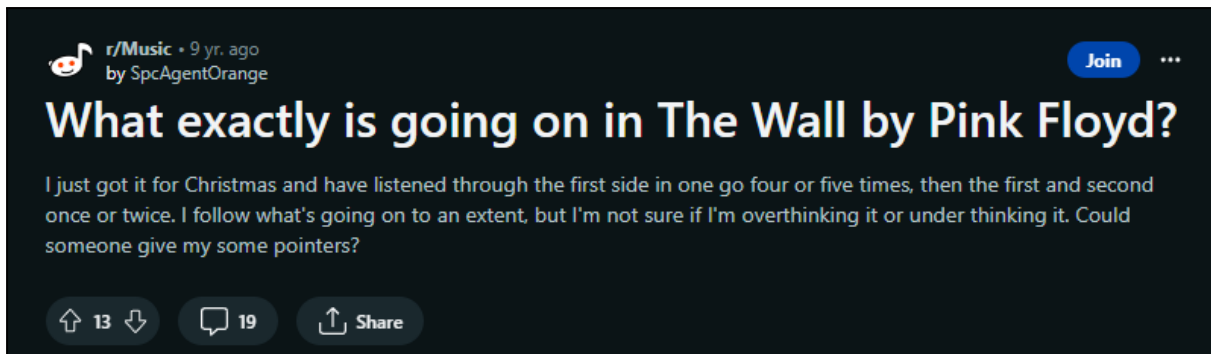 r/Music • 9 yr. ago
by SpcAgentOrange
Join
What exactly is going on in The Wall by Pink Floyd?
I just got it for Christmas and have listened through the first side in one go four or five times, then the first and second
once or twice. I follow what's going on to an extent, but I'm not sure if I'm overthinking it or under thinking it. Could
someone give my some pointers?
13
19
Share